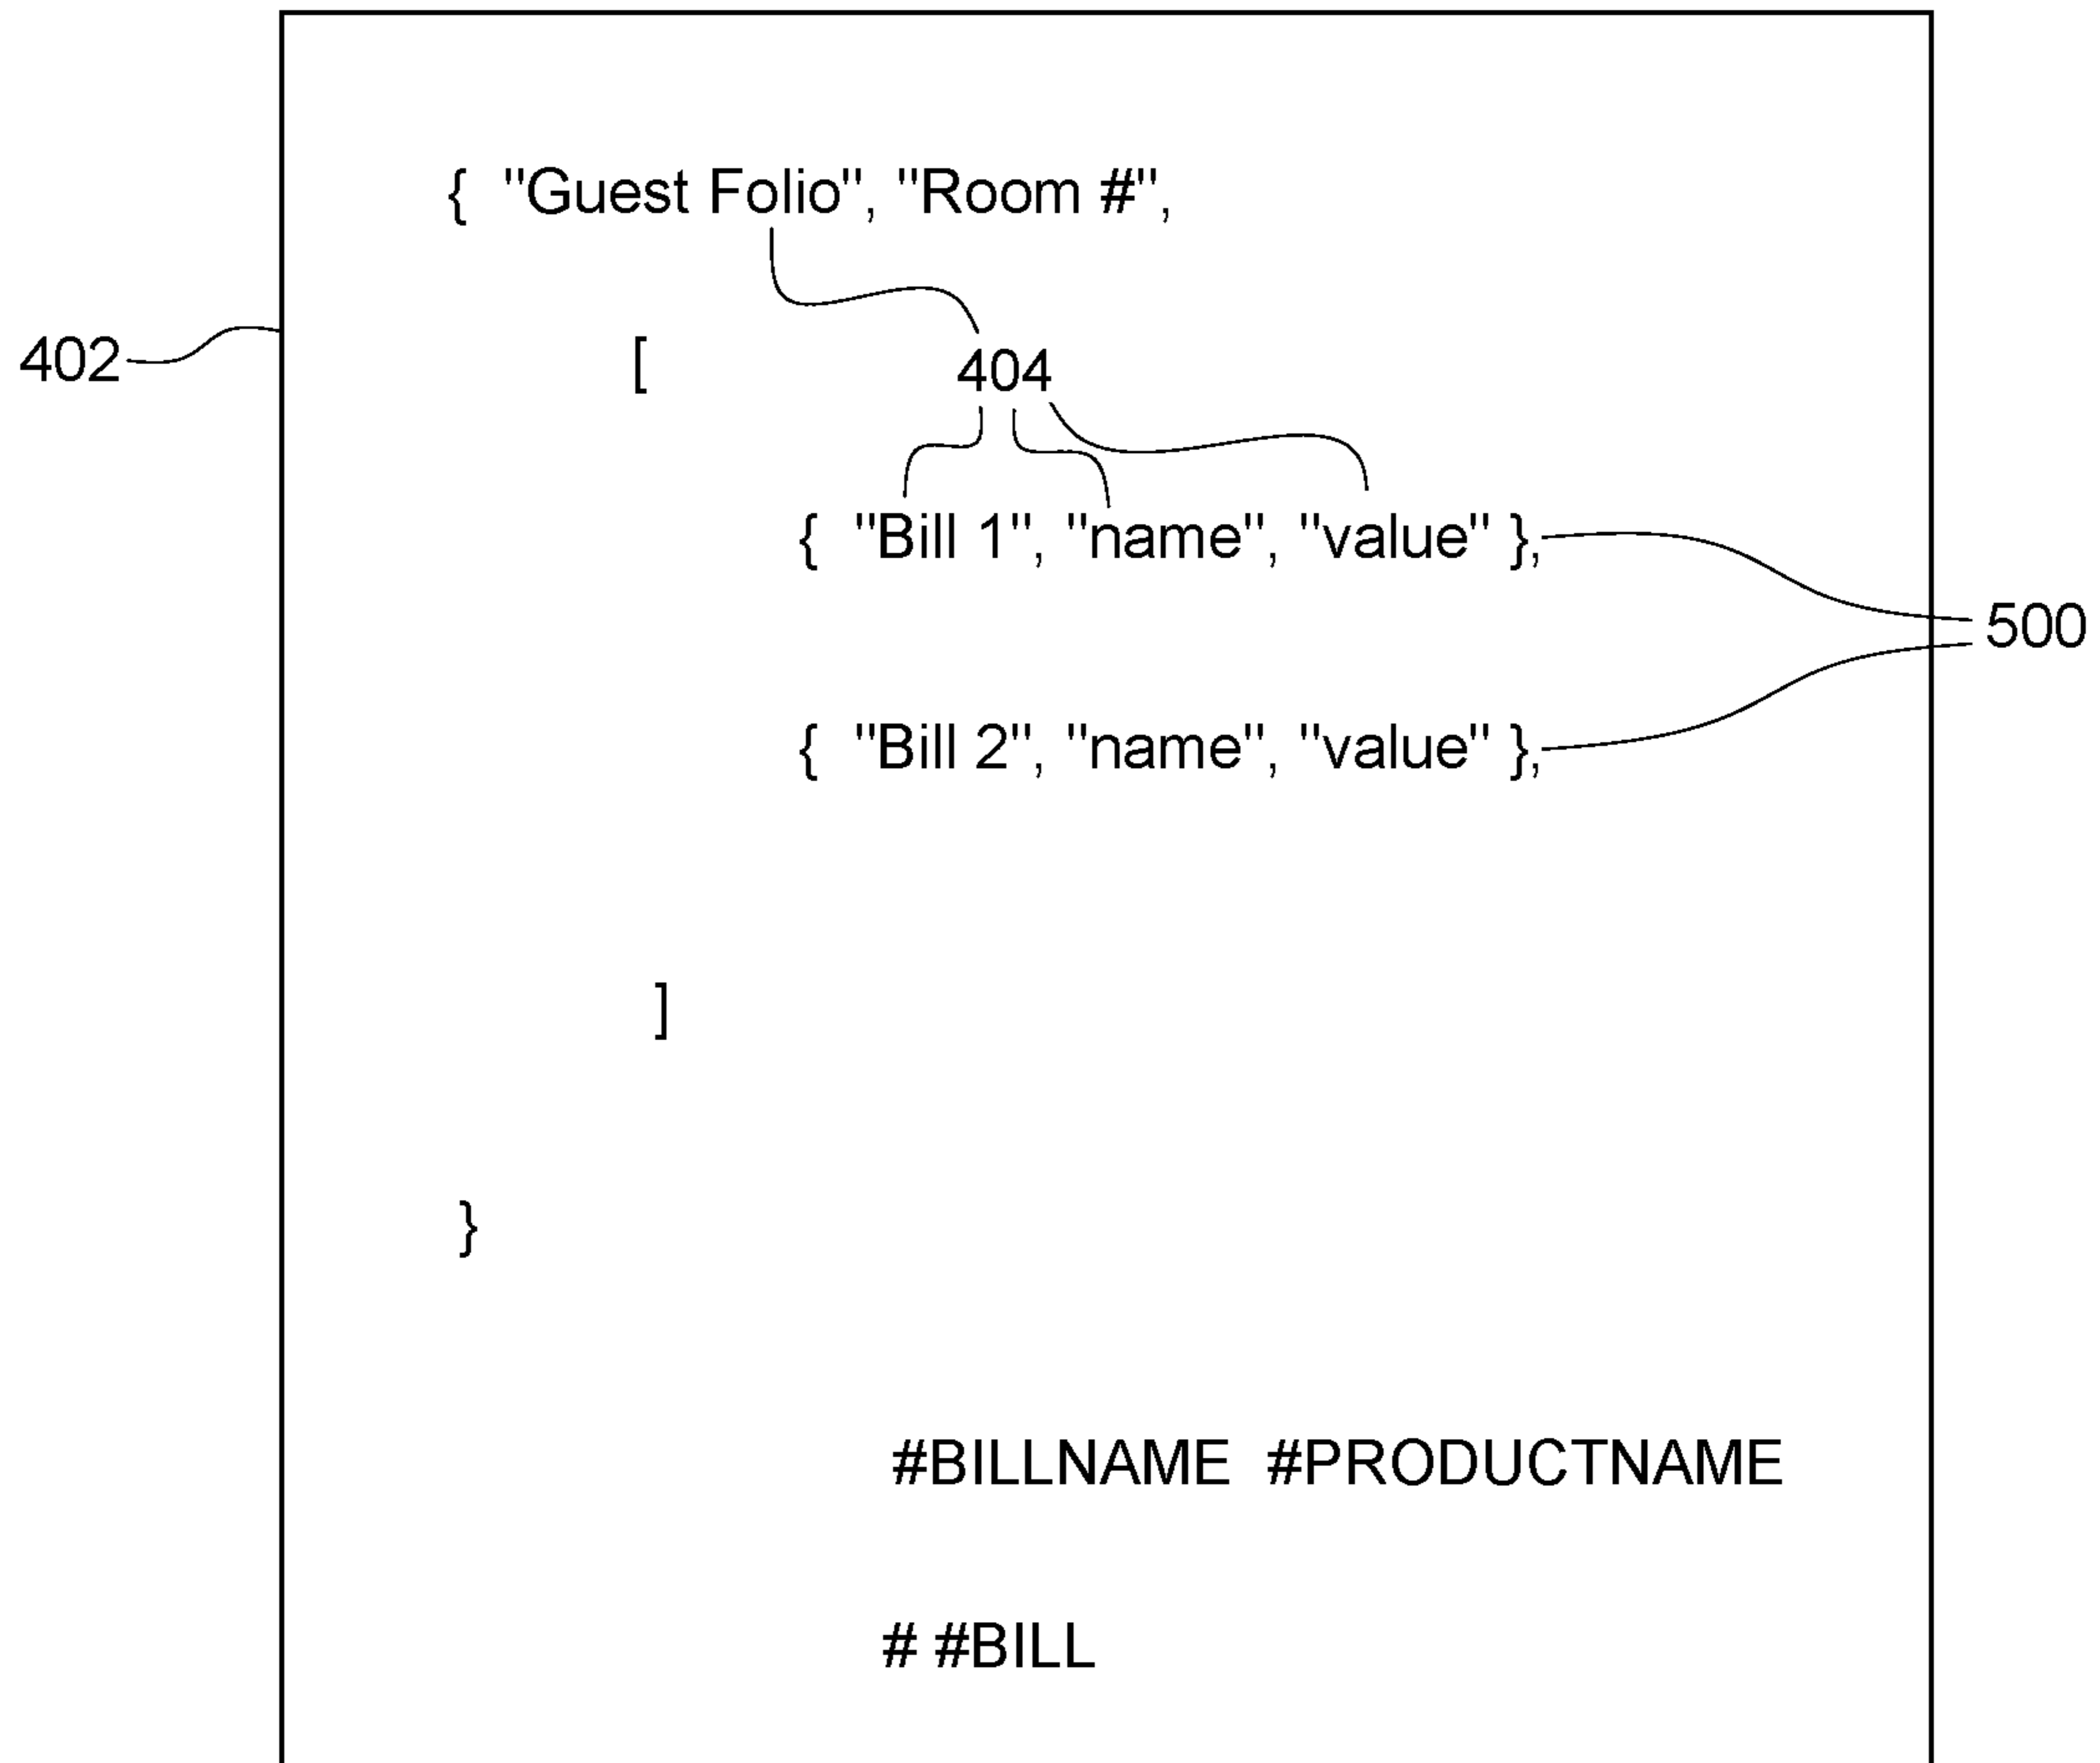 { "Guest Folio", "Room #",
402
[
404
{ "Bill 1", "name", "value" },
500
{ "Bill 2", "name", "value" },
]
}
#BILLNAME #PRODUCTNAME
# #BILL